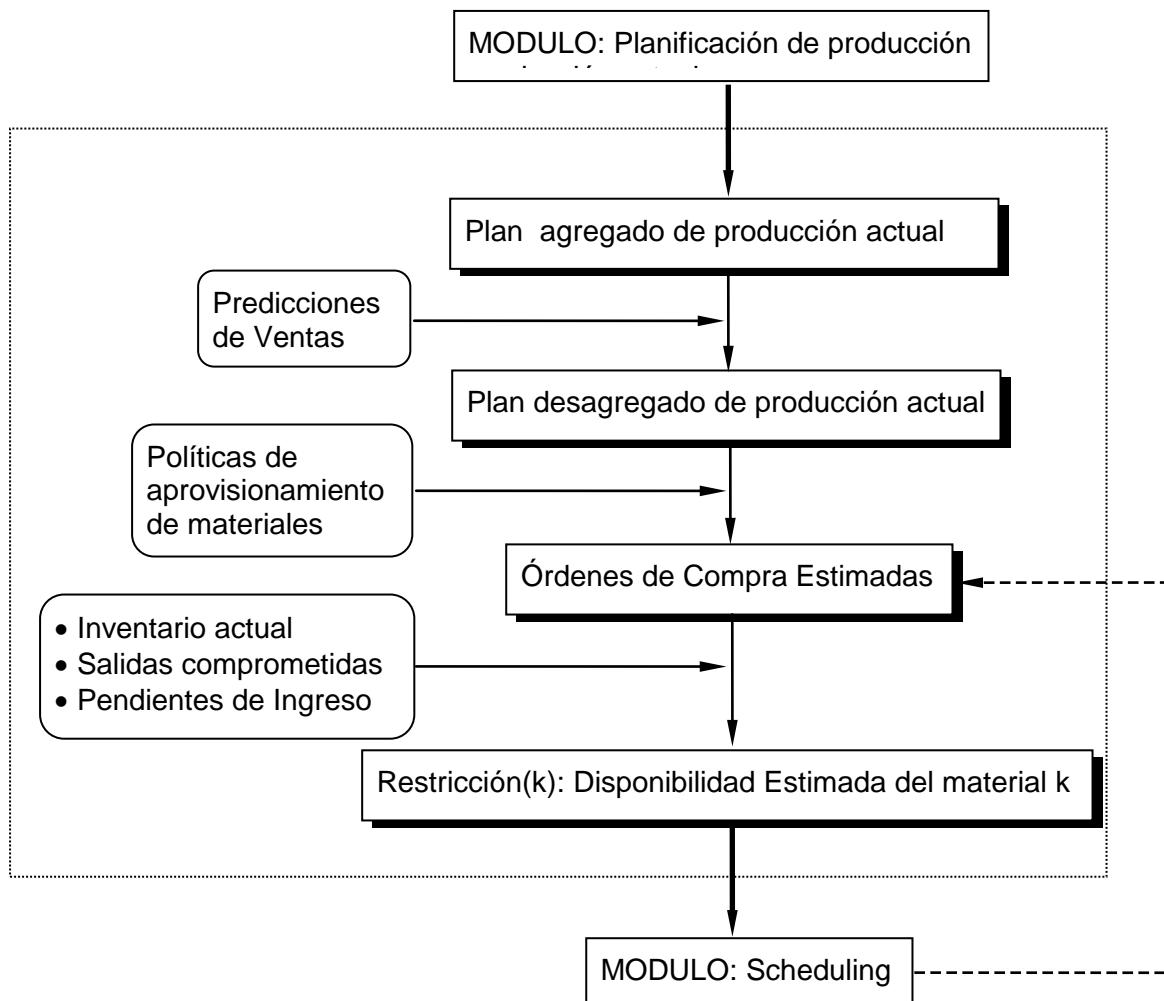 MODULO: Planificación de producción
Plan agregado de producción actual
Predicciones
de Ventas
Plan desagregado de producción actual
Políticas de
aprovisionamiento
de materiales
Órdenes de Compra Estimadas
• Inventario actual
• Salidas comprometidas
• Pendientes de Ingreso
Restricción(k): Disponibilidad Estimada del material k
MODULO: Scheduling